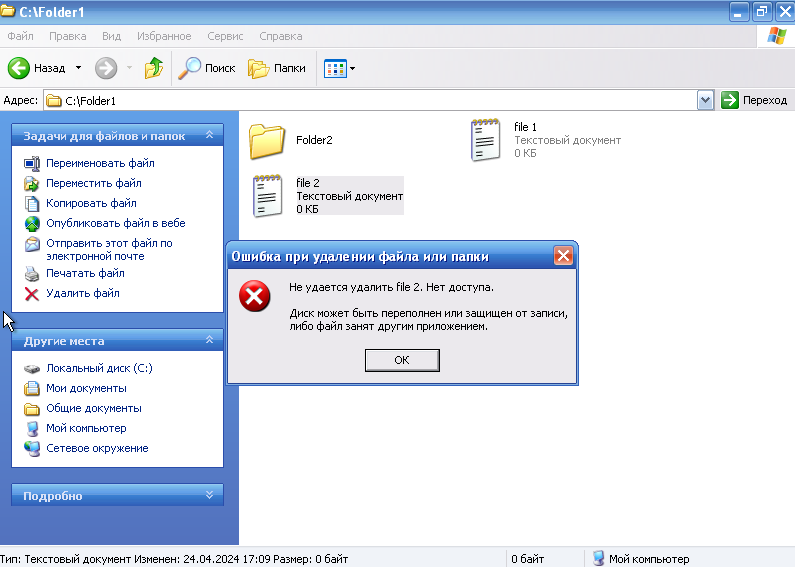 C:\Folder1
Файл Правка Вид Избранное Сервис Справка
Назад Поиск Папки
Адрес: C:\Folder1 Переход
Задачи для файлов и папок
Переименовать файл
Переместить файл
Копировать файл
Опубликовать файл в вебе
Отправить этот файл по
электронной почте
Печатать файл
Удалить файл
Другие места
Локальный диск (C:)
Мои документы
Общие документы
Мой компьютер
Сетевое окружение
Подробно
Folder2
file 1
Текстовый документ
0 КБ
file 2
Текстовый документ
0 КБ
Ошибка при удалении файла или папки
Не удается удалить file 2. Нет доступа.
Диск может быть переполнен или защищен от записи,
либо файл занят другим приложением.
ОК
Тип: Текстовый документ Изменен: 24.04.2024 17:09 Размер: 0 байт 0 байт Мой компьютер